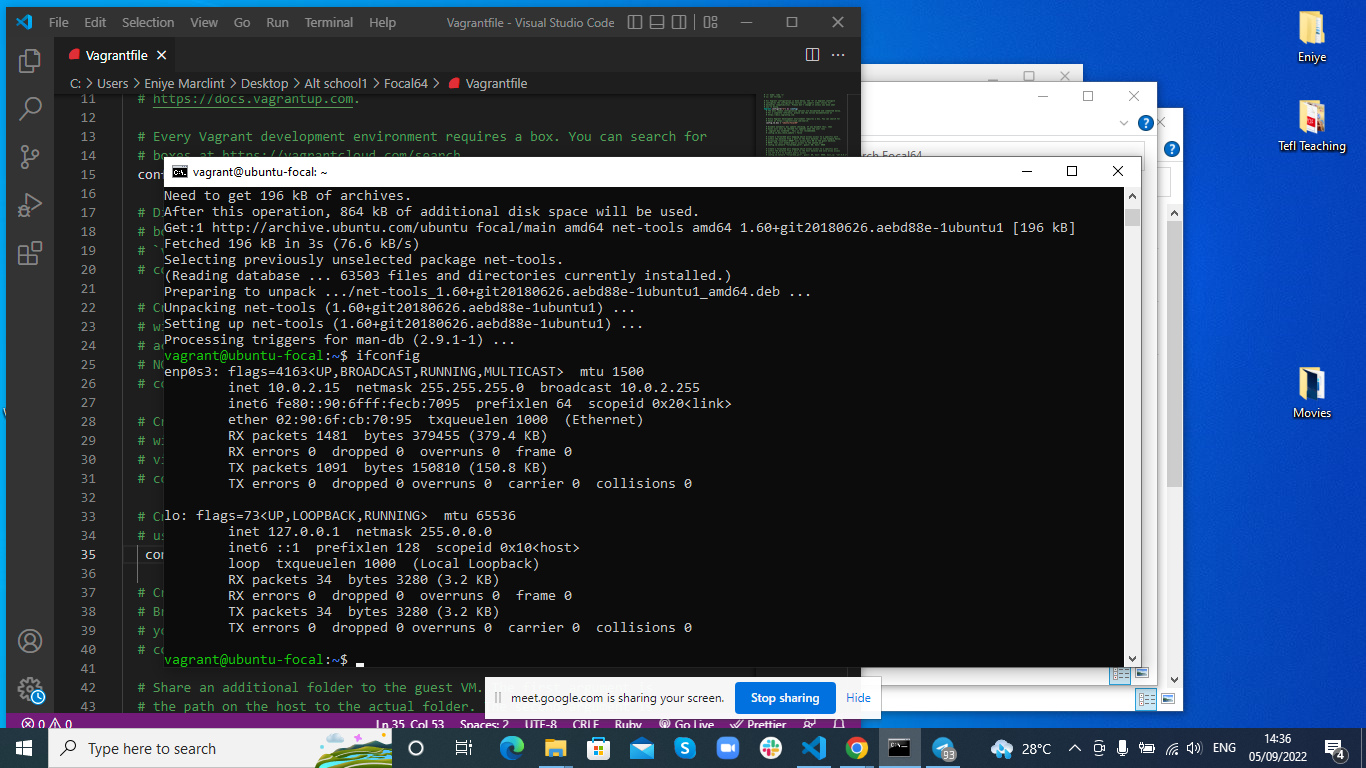 File Edit Selection View Go Run Terminal Help
Vagrantfile - Visual Studio Code
Vagrantfile
C: > Users > Eniye Marclint > Desktop > Alt school1 > Focal64 > Vagrantfile
11 # https://docs.vagrantup.com.
12
13 # Every Vagrant development environment requires a box. You can search for
14 # boxes at https://vagrantcloud.com/search.
15 con
16
17 # Di
18 # bo
19 # `v
20 # co
21
22 # Cr
23 # wi
24 # ac
25 # NO
26 # co
27
28 # Cr
29 # wi
30 # vi
31 # co
32
33 # Cr
34 # us
35 con
36
37 # Cr
38 # Br
39 # yo
40 # co
41
42 # Share an additional folder to the guest VM.
43 # the path on the host to the actual folder.
0 0
Ln 35, Col 53 Spaces: 2 UTF-8 CRLF Ruby Go Live Prettier
vagrant@ubuntu-focal: ~
Need to get 196 kB of archives.
After this operation, 864 kB of additional disk space will be used.
Get:1 http://archive.ubuntu.com/ubuntu focal/main amd64 net-tools amd64 1.60+git20180626.aebd88e-1ubuntu1 [196 kB]
Fetched 196 kB in 3s (76.6 kB/s)
Selecting previously unselected package net-tools.
(Reading database ... 63503 files and directories currently installed.)
Preparing to unpack .../net-tools_1.60+git20180626.aebd88e-1ubuntu1_amd64.deb ...
Unpacking net-tools (1.60+git20180626.aebd88e-1ubuntu1) ...
Setting up net-tools (1.60+git20180626.aebd88e-1ubuntu1) ...
Processing triggers for man-db (2.9.1-1) ...
vagrant@ubuntu-focal:~$ ifconfig
enp0s3: flags=4163<UP,BROADCAST,RUNNING,MULTICAST> mtu 1500
inet 10.0.2.15 netmask 255.255.255.0 broadcast 10.0.2.255
inet6 fe80::90:6fff:fecb:7095 prefixlen 64 scopeid 0x20<link>
ether 02:90:6f:cb:70:95 txqueuelen 1000 (Ethernet)
RX packets 1481 bytes 379455 (379.4 KB)
RX errors 0 dropped 0 overruns 0 frame 0
TX packets 1091 bytes 150810 (150.8 KB)
TX errors 0 dropped 0 overruns 0 carrier 0 collisions 0
lo: flags=73<UP,LOOPBACK,RUNNING> mtu 65536
inet 127.0.0.1 netmask 255.0.0.0
inet6 ::1 prefixlen 128 scopeid 0x10<host>
loop txqueuelen 1000 (Local Loopback)
RX packets 34 bytes 3280 (3.2 KB)
RX errors 0 dropped 0 overruns 0 frame 0
TX packets 34 bytes 3280 (3.2 KB)
TX errors 0 dropped 0 overruns 0 carrier 0 collisions 0
vagrant@ubuntu-focal:~$
meet.google.com is sharing your screen. Stop sharing Hide
Eniye
Tefl Teaching
Movies
Type here to search
93
28°C
ENG
14:36
05/09/2022
4